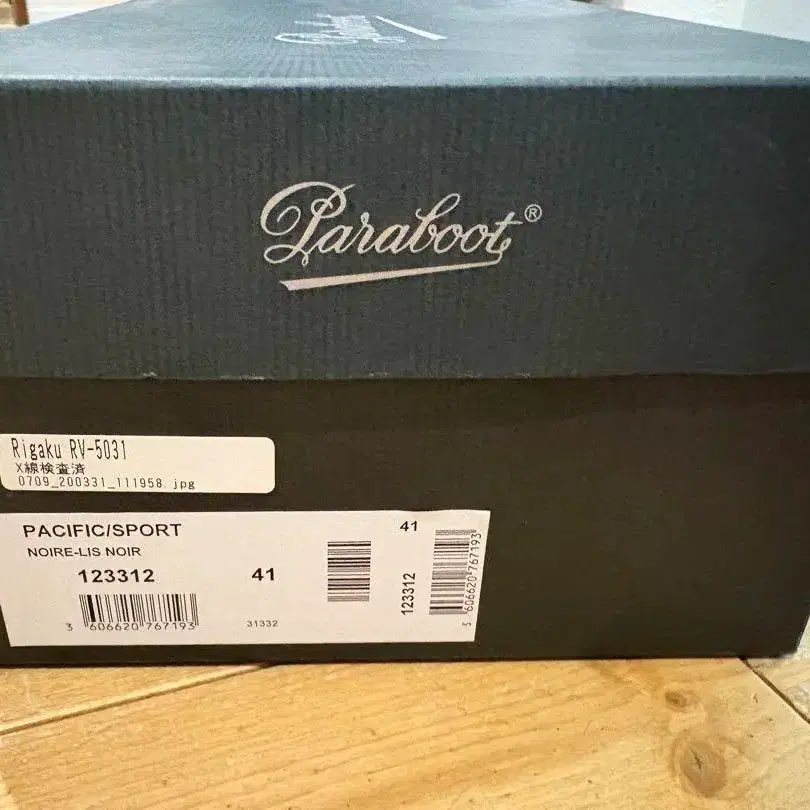 Paraboot
Paraboot®
Rigaku RV-5031
X線検査済
0709_200331_111958.jpg
PACIFIC/SPORT
NOIRE-LIS NOIR
123312 41
3 606620 767193
31332
41
123312
3 606620 767193